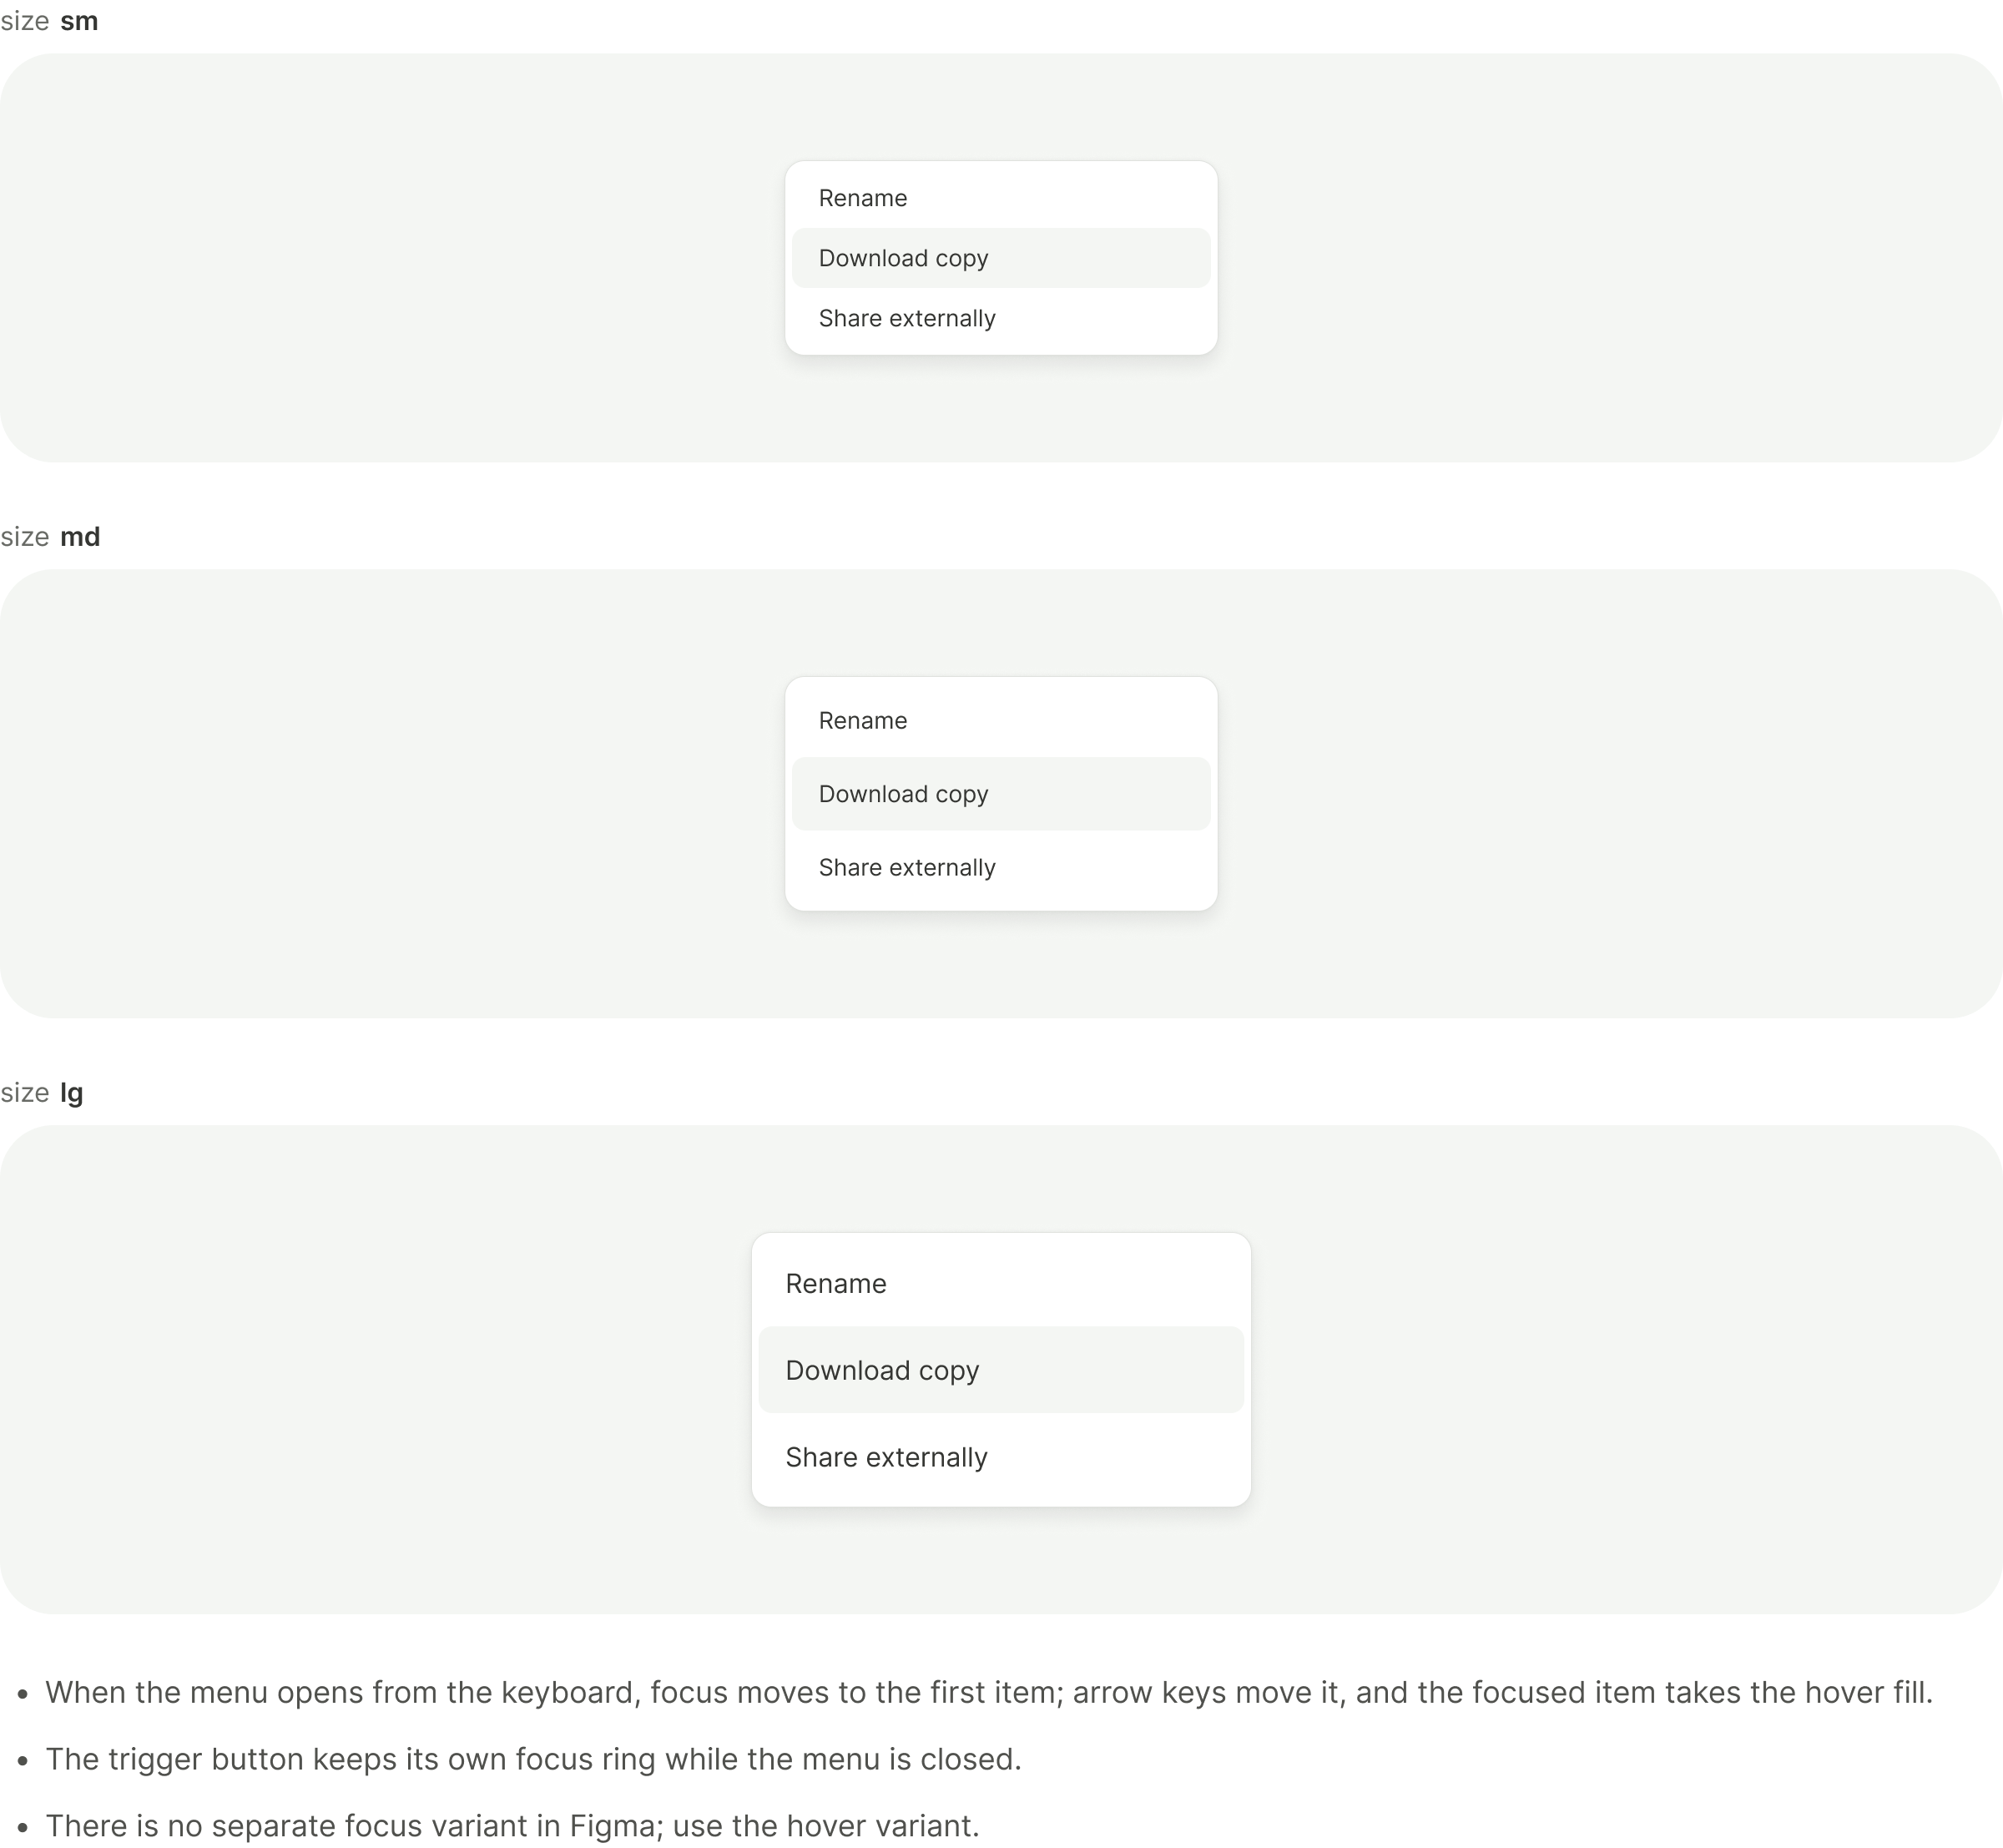 size sm
Rename
Download copy
Share externally
size md
Rename
Download copy
Share externally
size lg
Rename
Download copy
Share externally
• When the menu opens from the keyboard, focus moves to the first item; arrow keys move it, and the focused item takes the hover fill.
• The trigger button keeps its own focus ring while the menu is closed.
• There is no separate focus variant in Figma; use the hover variant.